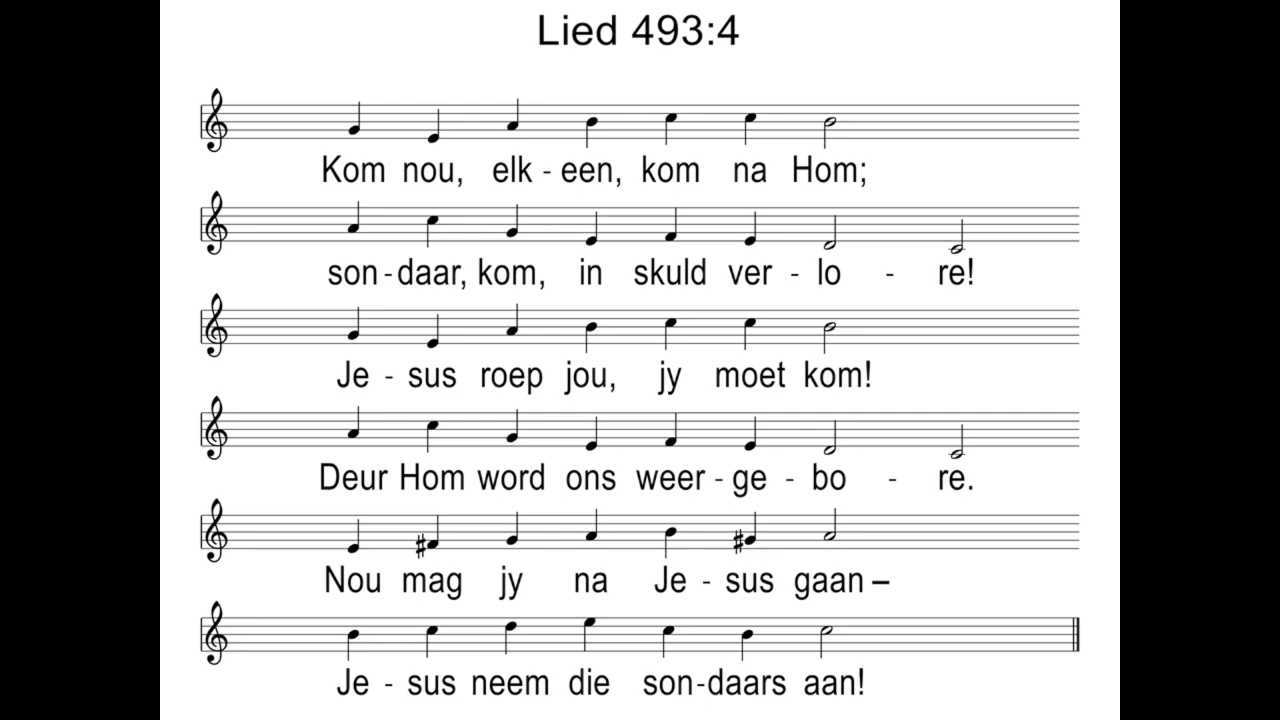 Lied 493:4
Kom nou, elk - een, kom na Hom;
son - daar, kom, in skuld ver - lo - re!
Je - sus roep jou, jy moet kom!
Deur Hom word ons weer - ge - bo - re.
Nou mag jy na Je - sus gaan –
Je - sus neem die son - daars aan!